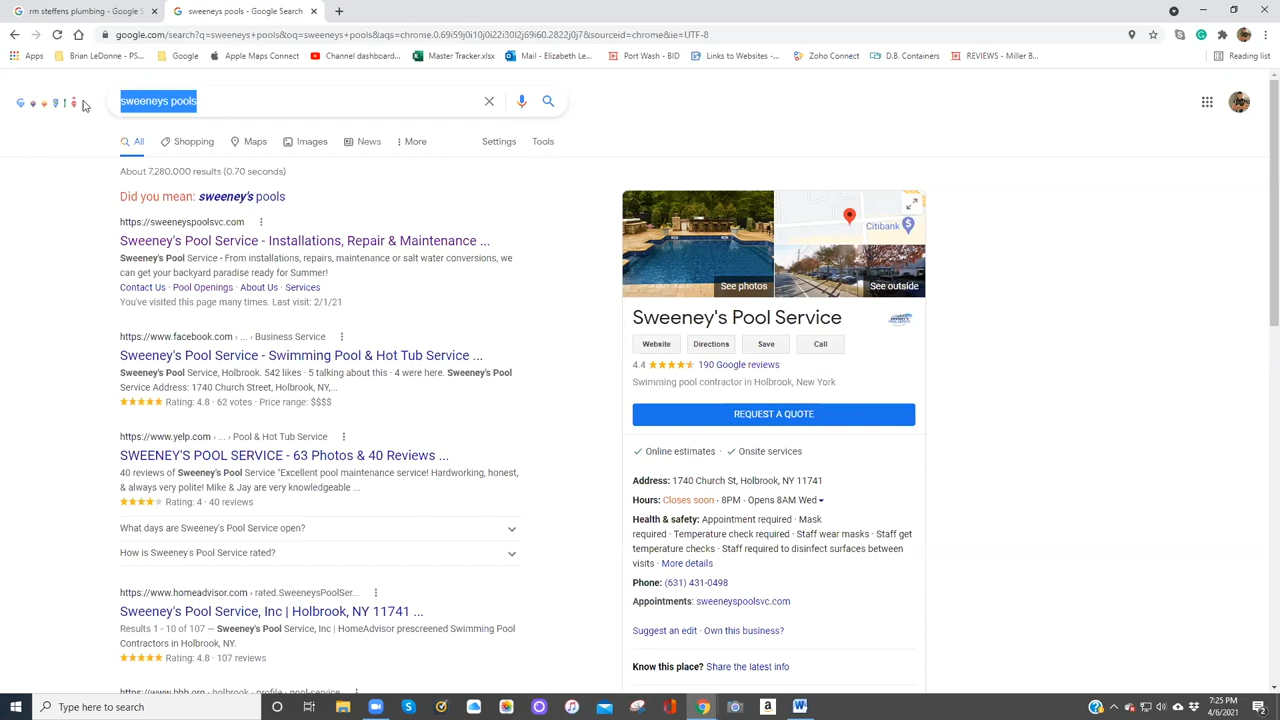 rm steffens plumbing - Google S
sweeneys pools - Google Search
google.com/search?q=sweeneys+pools&oq=sweeneys+pools&aqs=chrome.0.69i59j0i10j0i22i30l2j69i60.2822j0j7&sourceid=chrome&ie=UTF-8
Apps
Brian LeDonne - PS...
Google
Apple Maps Connect
Channel dashboard...
Master Tracker.xlsx
Mail - Elizabeth Le...
Port Wash - BID
Links to Websites -...
Zoho Connect
D.B. Containers
REVIEWS - Miller B...
Reading list
sweeneys pools
All
Shopping
Maps
Images
News
More
Settings
Tools
About 7,280,000 results (0.70 seconds)
Did you mean: sweeney's pools
https://sweeneyspoolsvc.com
Sweeney's Pool Service - Installations, Repair & Maintenance ...
Sweeney's Pool Service - From installations, repairs, maintenance or salt water conversions, we
can get your backyard paradise ready for Summer!
Contact Us · Pool Openings · About Us · Services
You've visited this page many times. Last visit: 2/1/21
https://www.facebook.com › ... › Business Service
Sweeney's Pool Service - Swimming Pool & Hot Tub Service ...
Sweeney's Pool Service, Holbrook. 542 likes · 5 talking about this · 4 were here. Sweeney's Pool
Service Address: 1740 Church Street, Holbrook, NY,...
Rating: 4.8 · 62 votes · Price range: $$$$
https://www.yelp.com › ... › Pool & Hot Tub Service
SWEENEY'S POOL SERVICE - 63 Photos & 40 Reviews ...
40 reviews of Sweeney's Pool Service "Excellent pool maintenance service! Hardworking, honest,
& always very polite! Mike & Jay are very knowledgeable ...
Rating: 4 · 40 reviews
What days are Sweeney's Pool Service open?
How is Sweeney's Pool Service rated?
https://www.homeadvisor.com › rated.SweeneysPoolSer...
Sweeney's Pool Service, Inc | Holbrook, NY 11741 ...
Results 1 - 10 of 107 — Sweeney's Pool Service, Inc | HomeAdvisor prescreened Swimming Pool
Contractors in Holbrook, NY.
Rating: 4.8 · 107 reviews
https://www.bbb.org › holbrook › profile › pool-service
Citibank
See photos
See outside
Sweeney's Pool Service
Website
Directions
Save
Call
4.4
190 Google reviews
Swimming pool contractor in Holbrook, New York
REQUEST A QUOTE
Online estimates · Onsite services
Address: 1740 Church St, Holbrook, NY 11741
Hours: Closes soon · 8PM · Opens 8AM Wed
Health & safety: Appointment required · Mask
required · Temperature check required · Staff wear masks · Staff get
temperature checks · Staff required to disinfect surfaces between
visits · More details
Phone: (631) 431-0498
Appointments: sweeneyspoolsvc.com
Suggest an edit · Own this business?
Know this place? Share the latest info
Type here to search
7:25 PM
4/6/2021